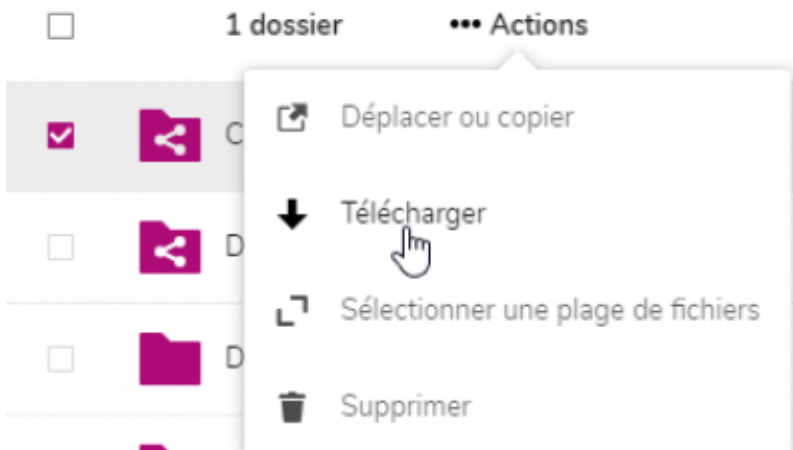 1 dossier ••• Actions
C
Déplacer ou copier
D
Télécharger
Sélectionner une plage de fichiers
D
Supprimer